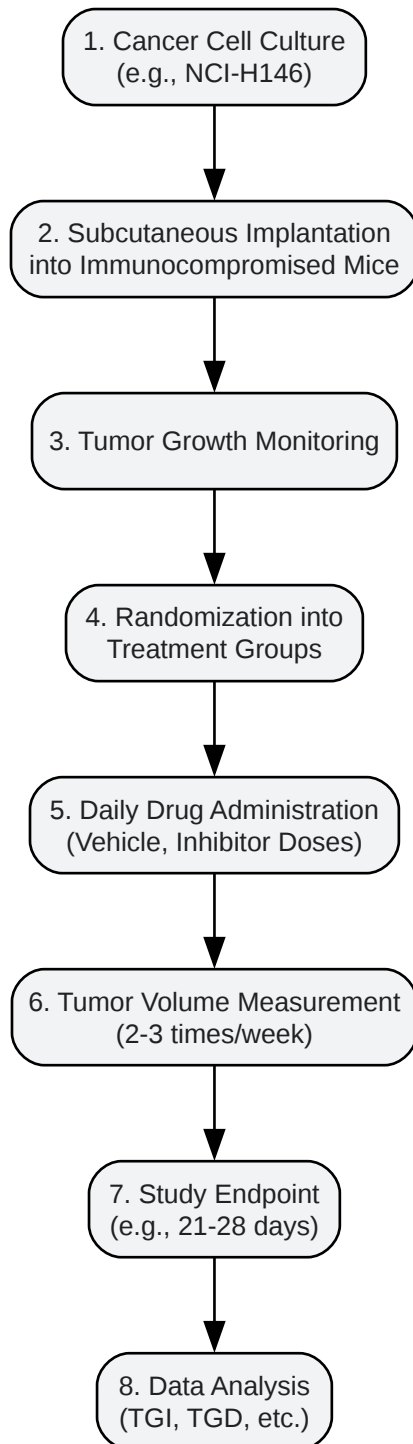 1. Cancer Cell Culture
(e.g., NCI-H146)
2. Subcutaneous Implantation
into Immunocompromised Mice
3. Tumor Growth Monitoring
4. Randomization into
Treatment Groups
5. Daily Drug Administration
(Vehicle, Inhibitor Doses)
6. Tumor Volume Measurement
(2-3 times/week)
7. Study Endpoint
(e.g., 21-28 days)
8. Data Analysis
(TGI, TGD, etc.)